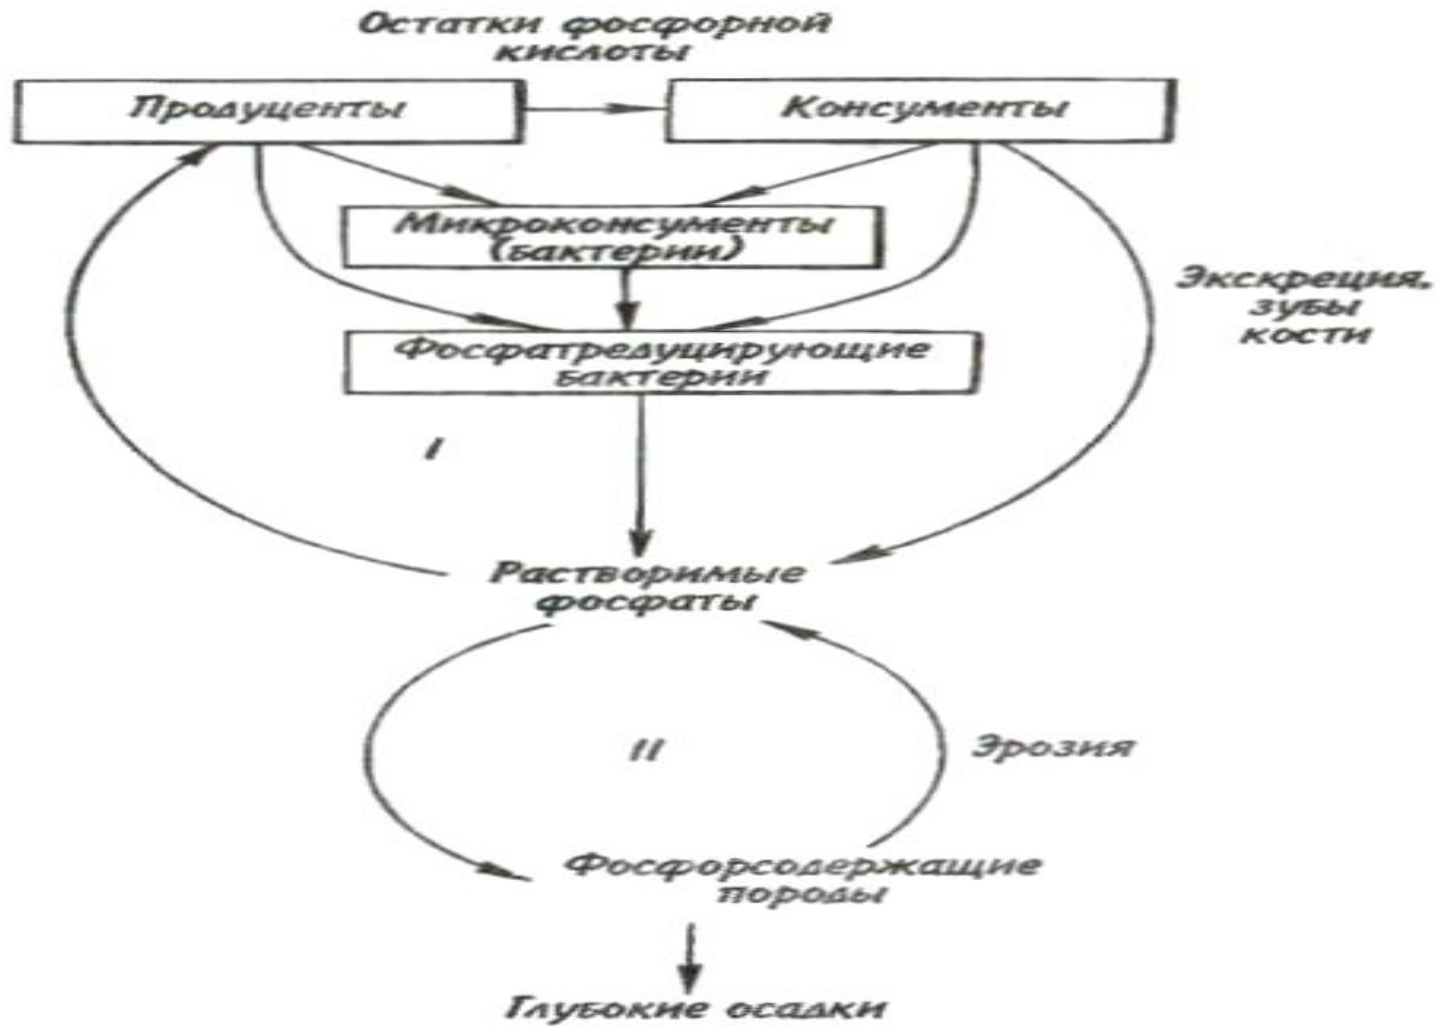 Остатки фосфорной
кислоты
Продуценты
Консументы
Микроконсументы
(бактерии)
Экскреция,
зубы
кости
Фосфатредуцирующие
бактерии
I
Растворимые
фосфаты
II
Эрозия
Фосфорсодержащие
породы
Глубокие осадки